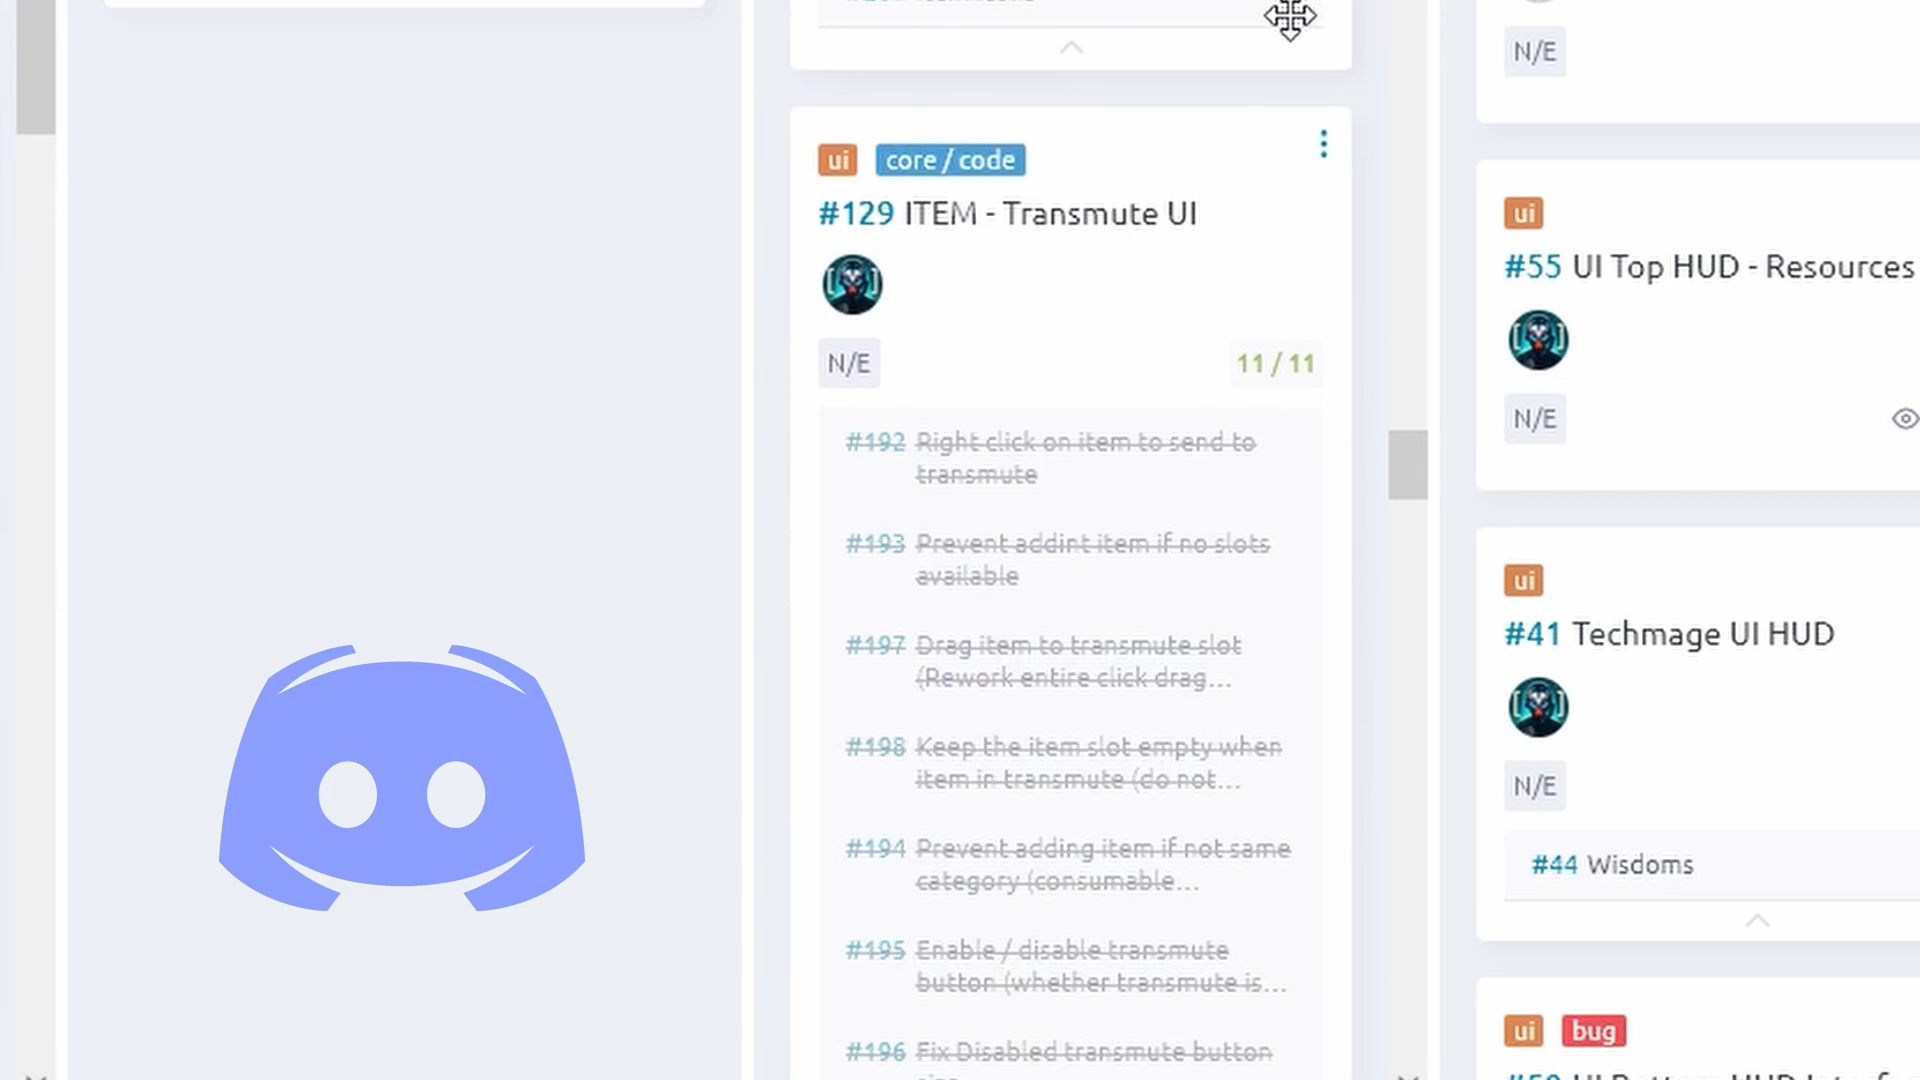 ui core / code
#129 ITEM - Transmute UI
N/E 11 / 11
#192 Right click on item to send to
transmute
#193 Prevent addint item if no slots
available
#197 Drag item to transmute slot
(Rework entire click drag...
#198 Keep the item slot empty when
item in transmute (do not...
#194 Prevent adding item if not same
category (consumable...
#195 Enable / disable transmute
button (whether transmute is...
#196 Fix Disabled transmute button
N/E
ui
#55 UI Top HUD - Resources
N/E
ui
#41 Techmage UI HUD
N/E
#44 Wisdoms
ui bug